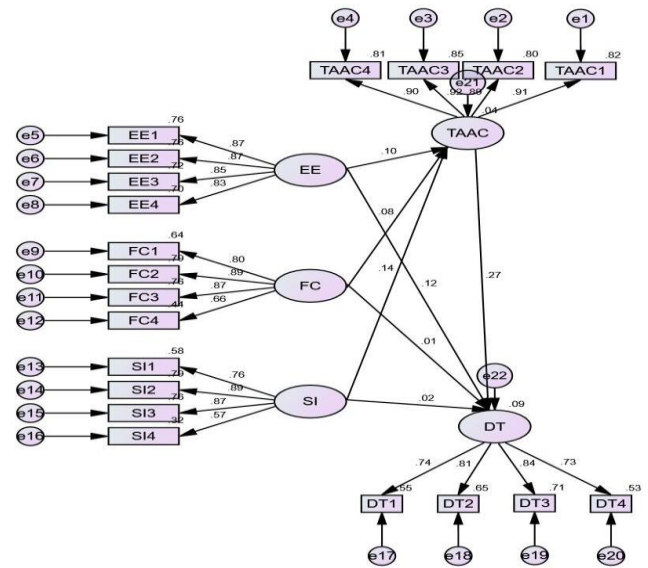 e4 e3 e2 e1
.81 .85 .80 .82
TAAC4 TAAC3 TAAC2 TAAC1
e21
.90 .92 .89 .91
.04
TAAC
.76
e5 EE1 .87
.76
e6 EE2 .87
.72
e7 EE3 .85
.70
e8 EE4 .83
EE
.10
.08
.14
.12
.27
.64
e9 FC1 .80
.79
e10 FC2 .89
.76
e11 FC3 .87
.44
e12 FC4 .66
FC
.01
.58
e13 SI1 .76
.79
e14 SI2 .89
.76
e15 SI3 .87
.32
e16 SI4 .57
SI
.02
e22
.09
DT
.74 .81 .84 .73
.55 .65 .71 .53
DT1 DT2 DT3 DT4
e17 e18 e19 e20